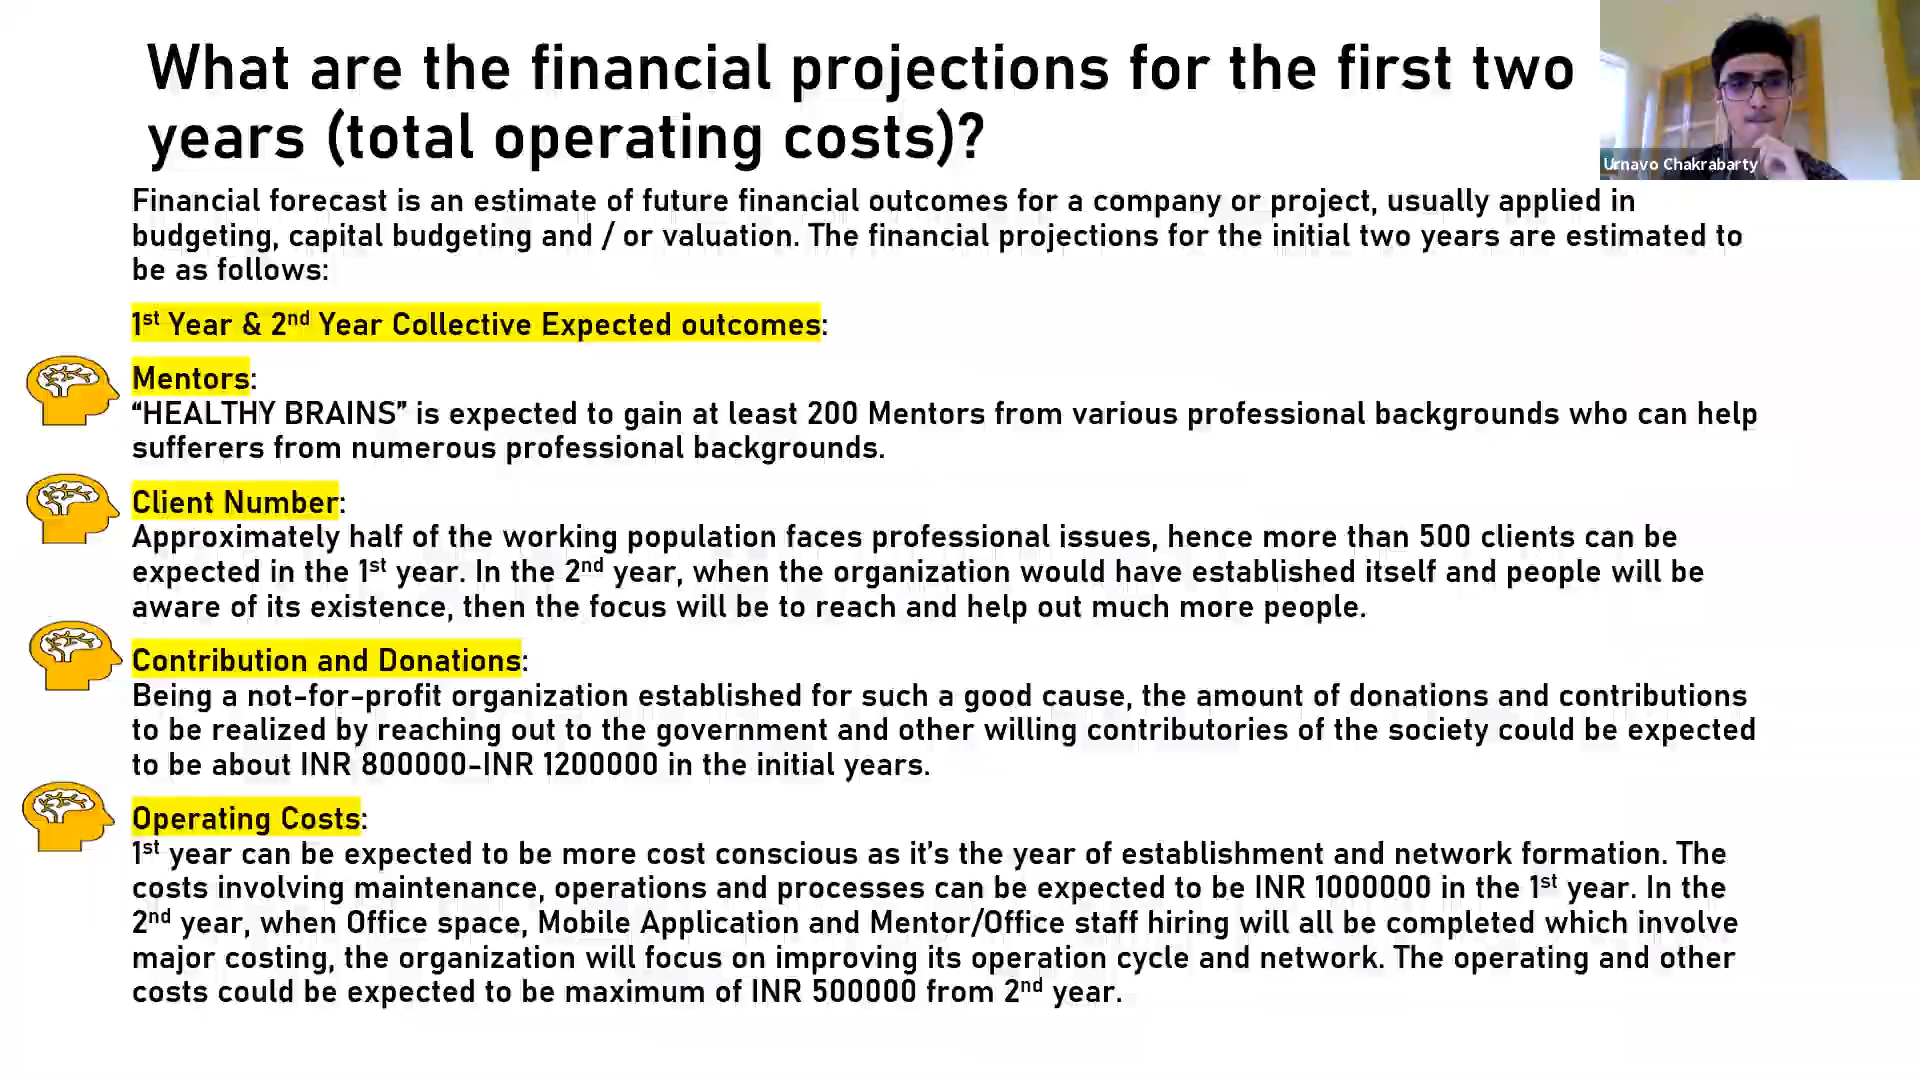 What are the financial projections for the first two
years (total operating costs)?
Urnavo Chakrabarty
Financial forecast is an estimate of future financial outcomes for a company or project, usually applied in
budgeting, capital budgeting and / or valuation. The financial projections for the initial two years are estimated to
be as follows:
1st Year & 2nd Year Collective Expected outcomes:
Mentors:
“HEALTHY BRAINS” is expected to gain at least 200 Mentors from various professional backgrounds who can help
sufferers from numerous professional backgrounds.
Client Number:
Approximately half of the working population faces professional issues, hence more than 500 clients can be
expected in the 1st year. In the 2nd year, when the organization would have established itself and people will be
aware of its existence, then the focus will be to reach and help out much more people.
Contribution and Donations:
Being a not-for-profit organization established for such a good cause, the amount of donations and contributions
to be realized by reaching out to the government and other willing contributories of the society could be expected
to be about INR 800000-INR 1200000 in the initial years.
Operating Costs:
1st year can be expected to be more cost conscious as it’s the year of establishment and network formation. The
costs involving maintenance, operations and processes can be expected to be INR 1000000 in the 1st year. In the
2nd year, when Office space, Mobile Application and Mentor/Office staff hiring will all be completed which involve
major costing, the organization will focus on improving its operation cycle and network. The operating and other
costs could be expected to be maximum of INR 500000 from 2nd year.